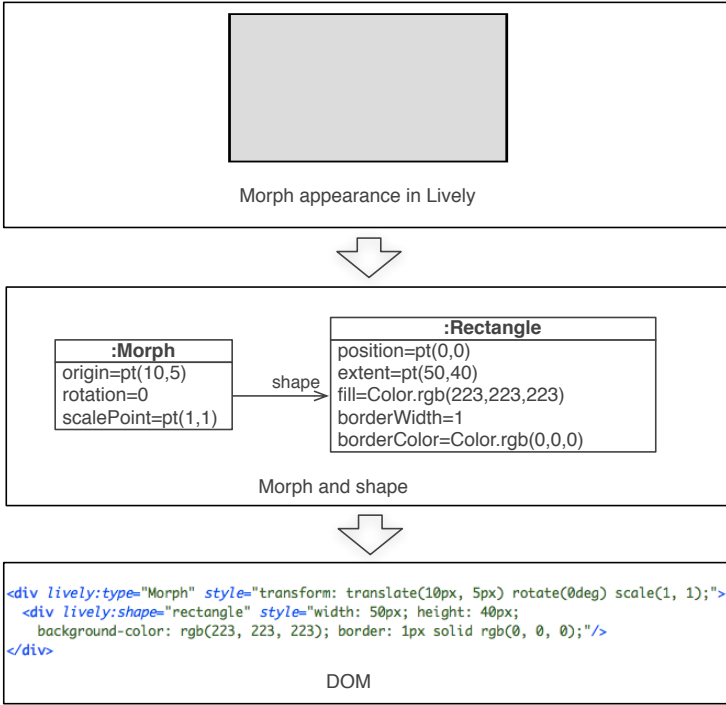 Morph appearance in Lively
:Morph
origin=pt(10,5)
rotation=0
scalePoint=pt(1,1)
shape
:Rectangle
position=pt(0,0)
extent=pt(50,40)
fill=Color.rgb(223,223,223)
borderWidth=1
borderColor=Color.rgb(0,0,0)
Morph and shape
<div lively:type="Morph" style="transform: translate(10px, 5px) rotate(0deg) scale(1, 1);">
<div lively:shape="rectangle" style="width: 50px; height: 40px;
background-color: rgb(223, 223, 223); border: 1px solid rgb(0, 0, 0);"/>
</div>
DOM